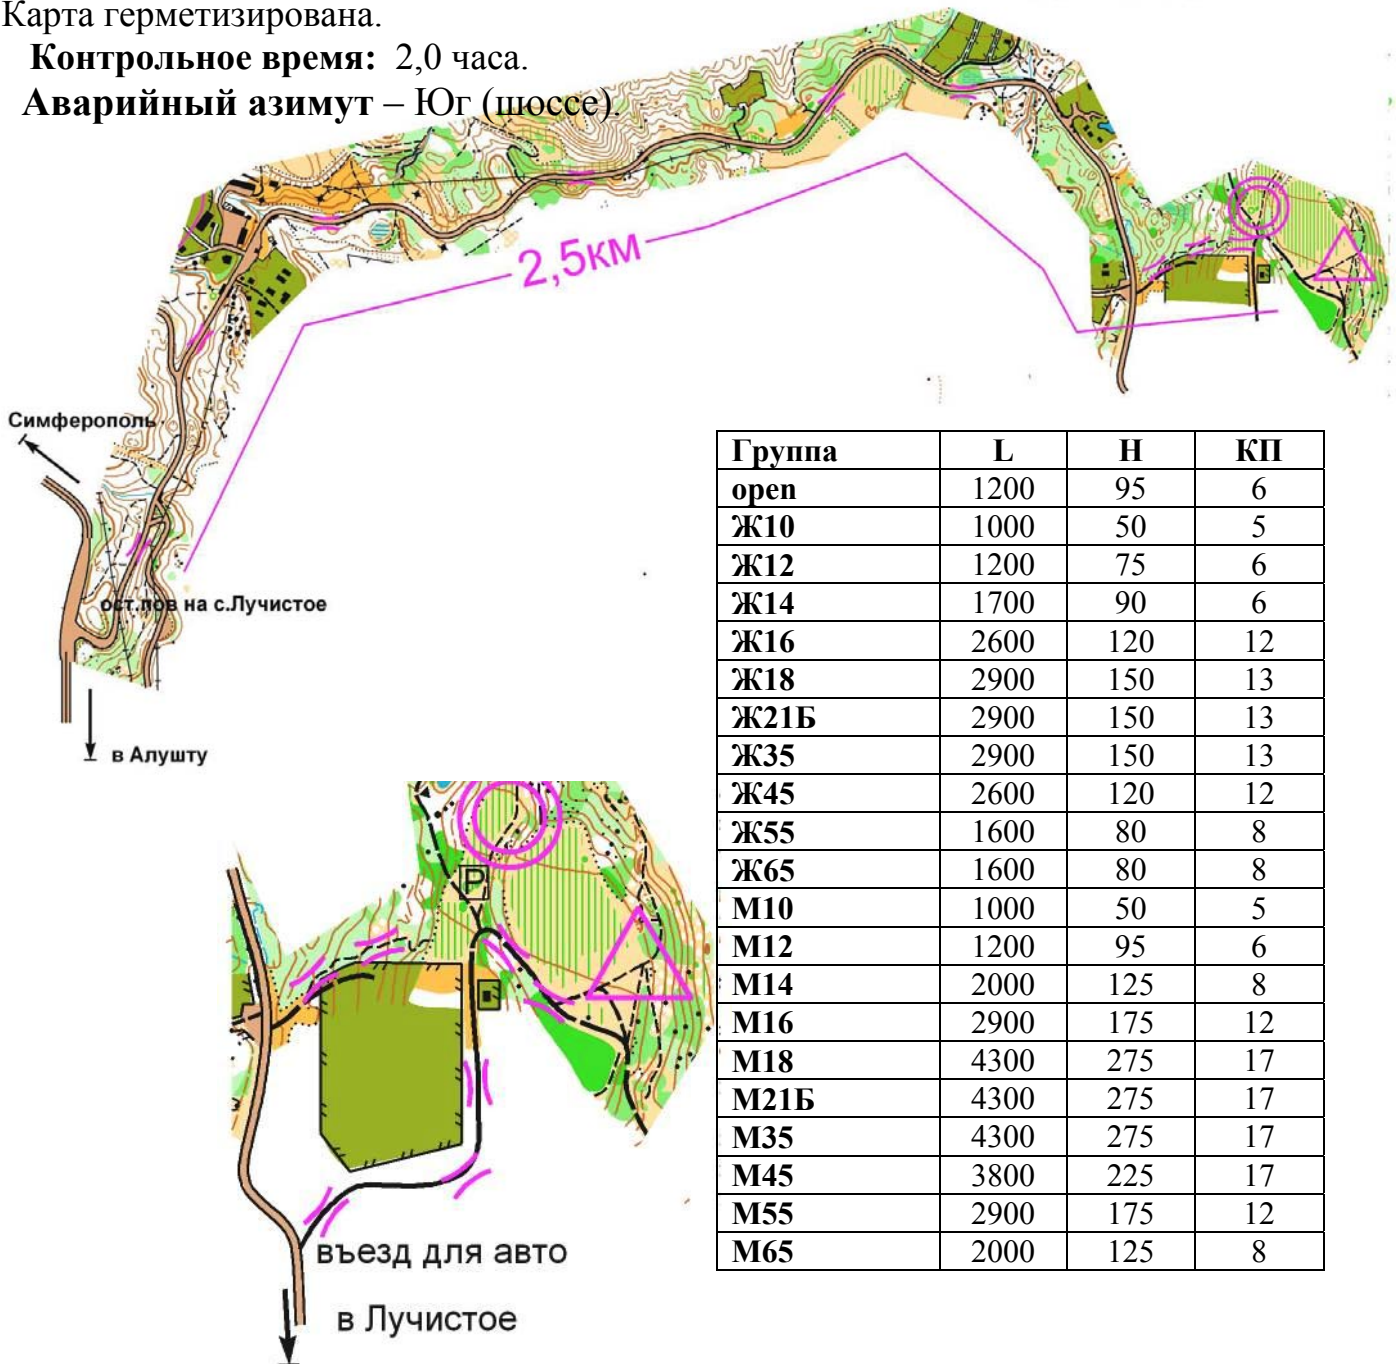 Карта герметизирована.
Контрольное время: 2,0 часа.
Аварийный азимут – Юг (шоссе).
2,5км
Симферополь
ост.пов на с.Лучистое
в Алушту
Группа L H КП
open 1200 95 6
Ж10 1000 50 5
Ж12 1200 75 6
Ж14 1700 90 6
Ж16 2600 120 12
Ж18 2900 150 13
Ж21Б 2900 150 13
Ж35 2900 150 13
Ж45 2600 120 12
Ж55 1600 80 8
Ж65 1600 80 8
М10 1000 50 5
М12 1200 95 6
М14 2000 125 8
М16 2900 175 12
М18 4300 275 17
М21Б 4300 275 17
М35 4300 275 17
М45 3800 225 17
М55 2900 175 12
М65 2000 125 8
P
въезд для авто
в Лучистое